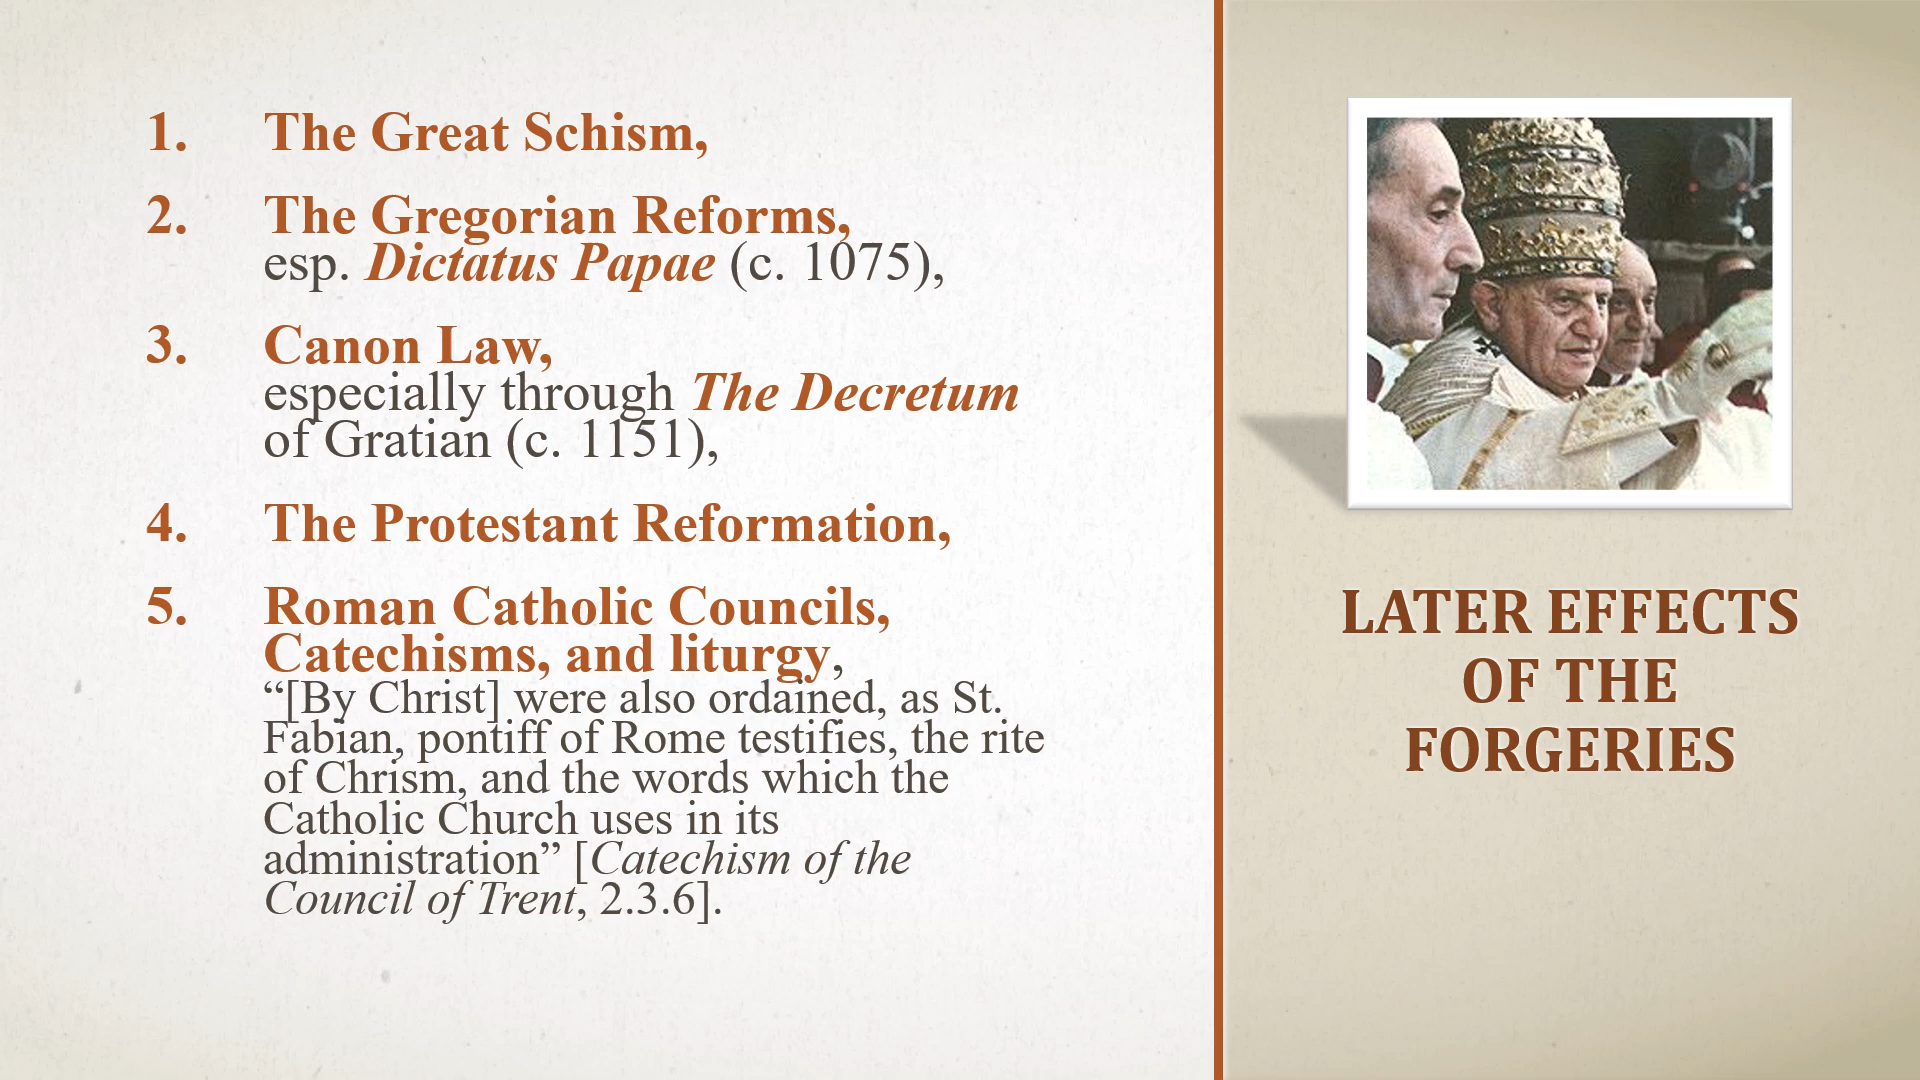 1. The Great Schism,
2. The Gregorian Reforms,
esp. Dictatus Papae (c. 1075),
3. Canon Law,
especially through The Decretum
of Gratian (c. 1151),
4. The Protestant Reformation,
5. Roman Catholic Councils,
Catechisms, and liturgy,
“[By Christ] were also ordained, as St.
Fabian, pontiff of Rome testifies, the rite
of Chrism, and the words which the
Catholic Church uses in its
administration” [Catechism of the
Council of Trent, 2.3.6].
LATER EFFECTS
OF THE
FORGERIES